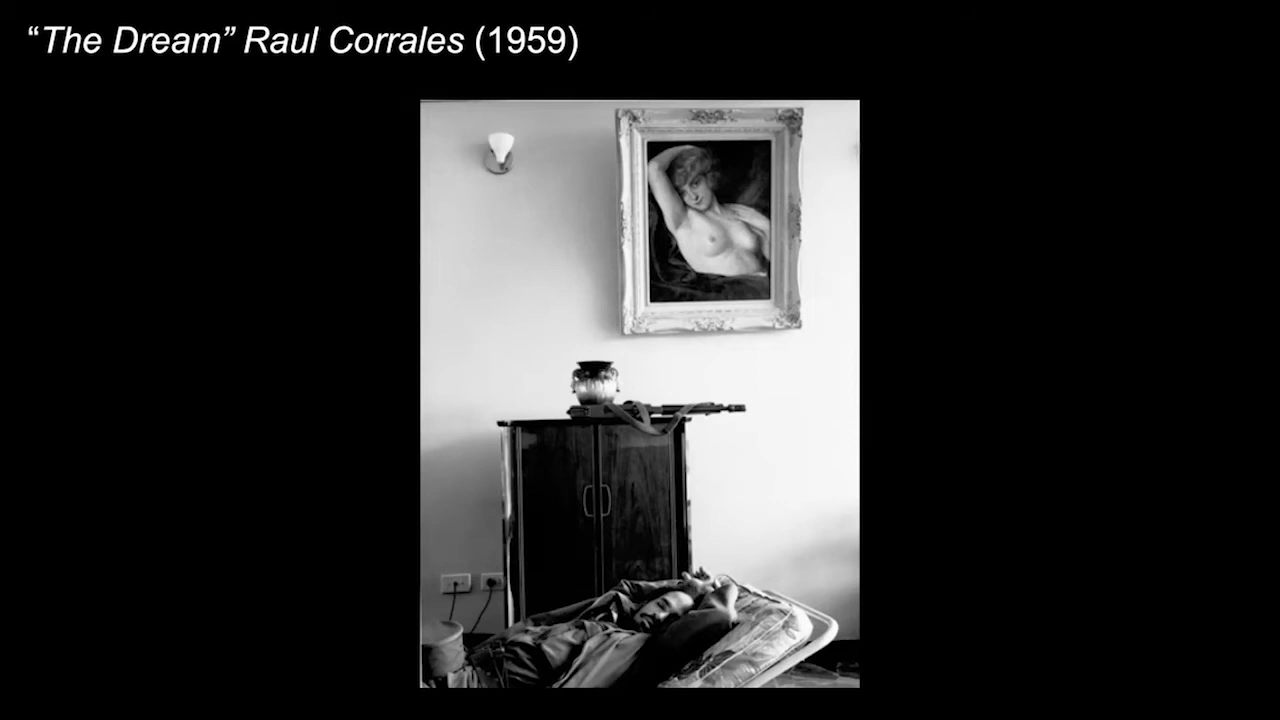 “The Dream” Raul Corrales (1959)